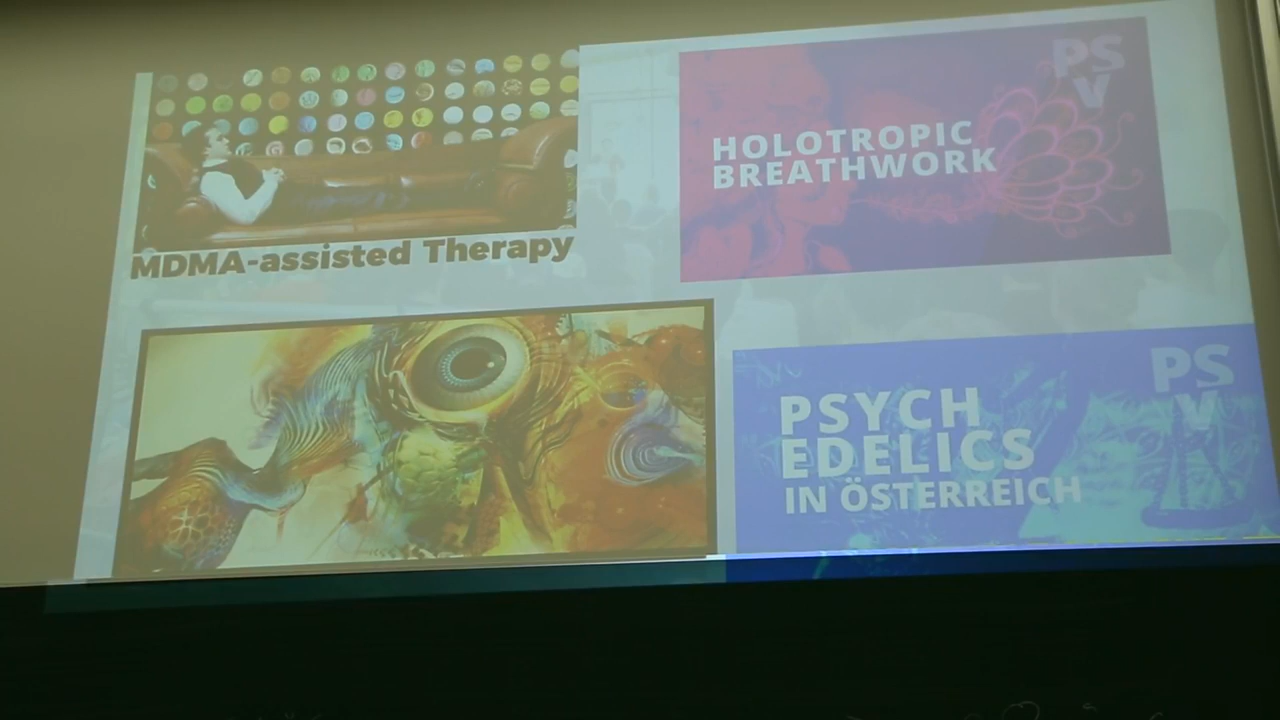 MDMA-assisted Therapy
PS
V
HOLOTROPIC
BREATHWORK
PS
V
PSYCH
EDELICS
IN ÖSTERREICH